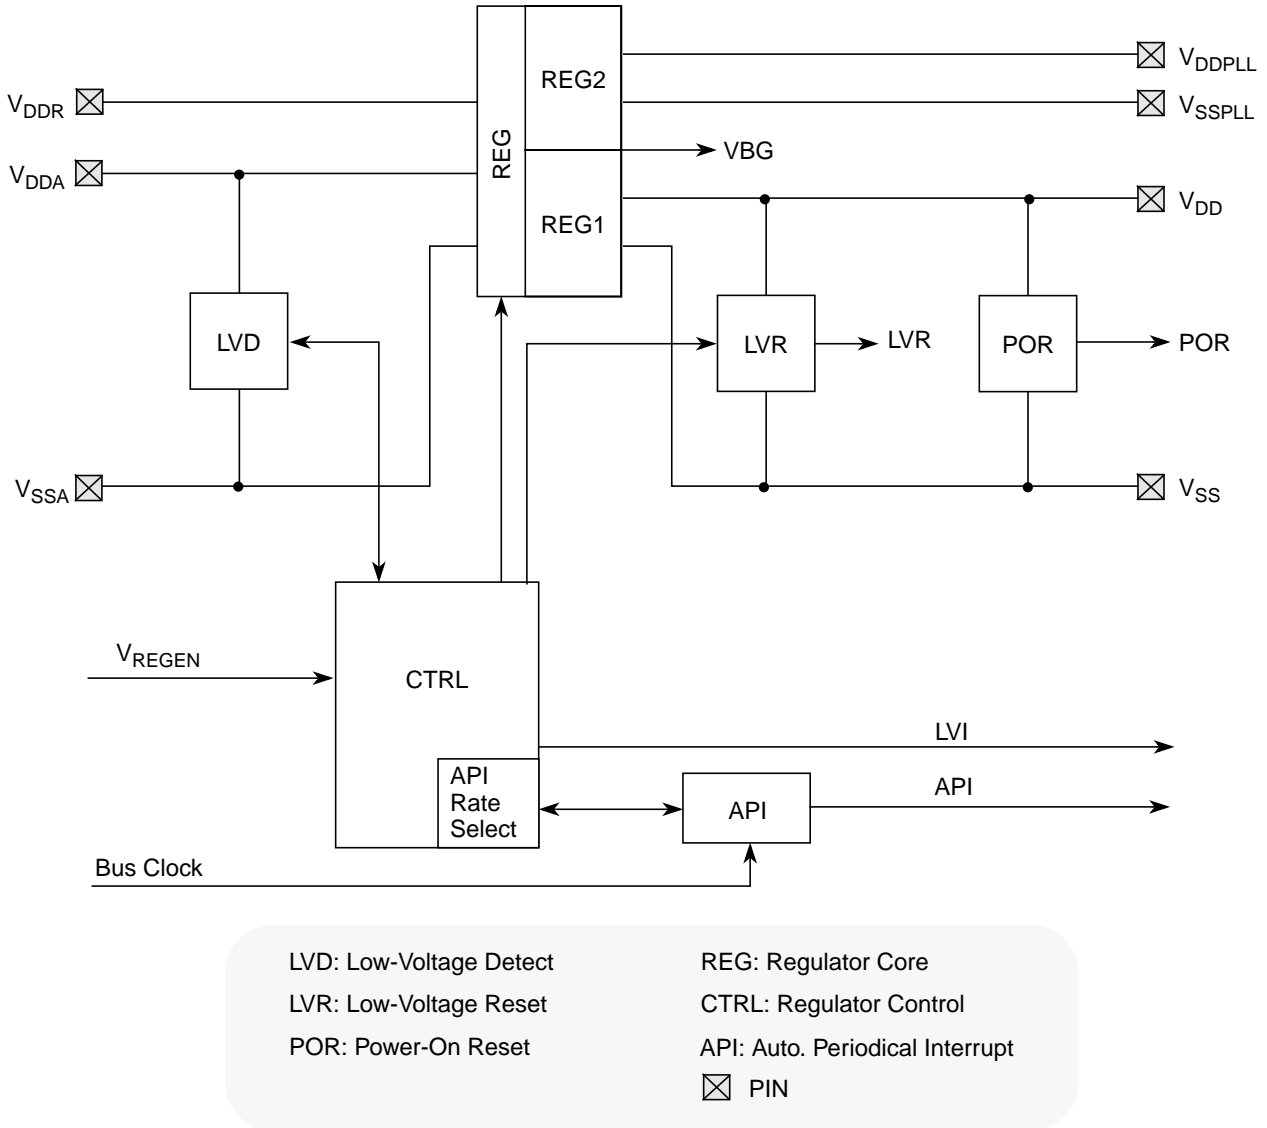 VDDPLL
REG2
VDDR
VSSPLL
REG
VBG
VDDA
VDD
REG1
LVD
LVR
LVR
POR
POR
VSSA
VSS
VREGEN
CTRL
LVI
API
Rate
Select
API
API
Bus Clock
LVD: Low-Voltage Detect
REG: Regulator Core
LVR: Low-Voltage Reset
CTRL: Regulator Control
POR: Power-On Reset
API: Auto. Periodical Interrupt
PIN